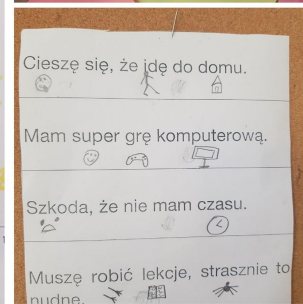 Cieszę się, że idę do domu.
Mam super grę komputerową.
Szkoda, że nie mam czasu.
Muszę robić lekcje, strasznie to
nudne.